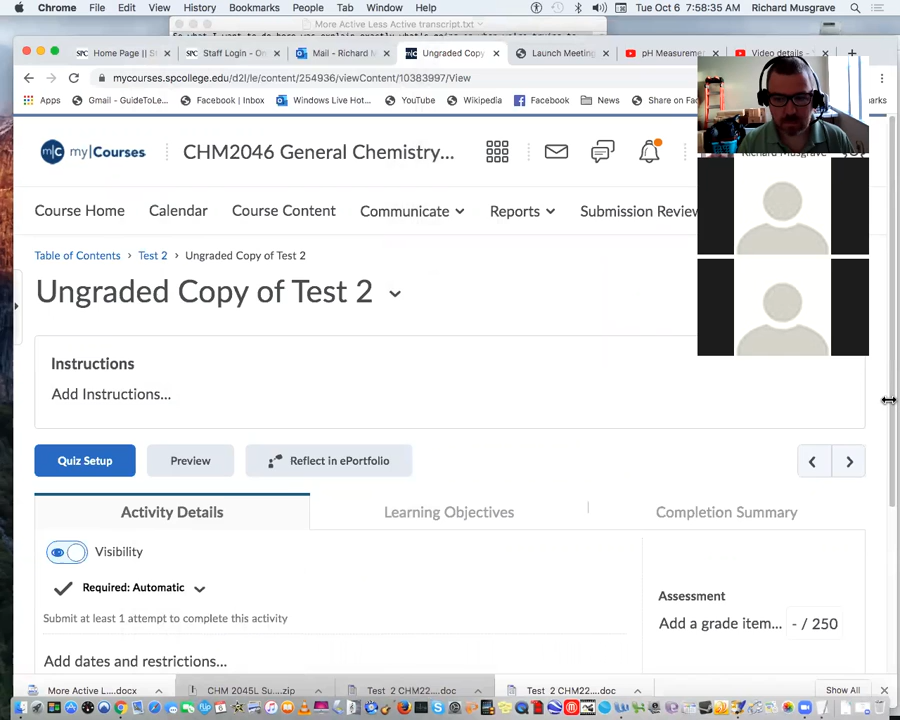 Chrome File Edit View History Bookmarks People Tab Window Help Tue Oct 6 7:58:35 AM Richard Musgrave
More Active Less Active transcript.txt
Home Page || St Staff Login - On Mail - Richard M Ungraded Copy Launch Meeting pH Measuremer Video details -
mycourses.spcollege.edu/d2l/le/content/254936/viewContent/10383997/View
Apps Gmail - GuideToLe... Facebook | Inbox Windows Live Hot... YouTube Wikipedia Facebook News Share on Fac
mc my|Courses CHM2046 General Chemistry...
Richard Musgrave
Course Home Calendar Course Content Communicate Reports Submission Review
Table of Contents › Test 2 › Ungraded Copy of Test 2
Ungraded Copy of Test 2
Instructions
Add Instructions...
Quiz Setup Preview Reflect in ePortfolio
Activity Details Learning Objectives Completion Summary
Visibility
Required: Automatic
Submit at least 1 attempt to complete this activity
Assessment
Add a grade item... - / 250
Add dates and restrictions...
More Active L....docx CHM 2045L Su....zip Test 2 CHM22....doc Test 2 CHM22....doc Show All